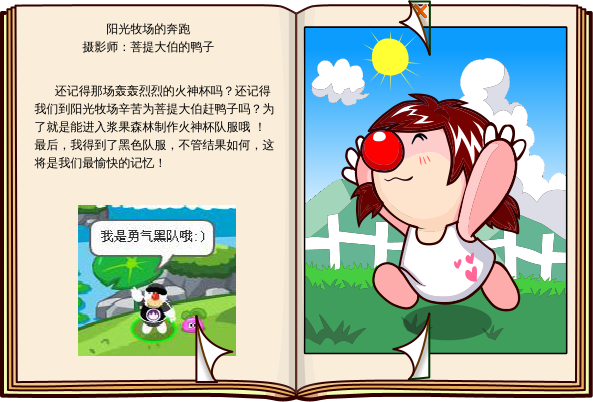 阳光牧场的奔跑
摄影师：菩提大伯的鸭子
还记得那场轰轰烈烈的火神杯吗？还记得
我们到阳光牧场辛苦为菩提大伯赶鸭子吗？为
了就是能进入浆果森林制作火神杯队服哦 ！
最后，我得到了黑色队服，不管结果如何，这
将是我们最愉快的记忆！
我是勇气黑队哦:）